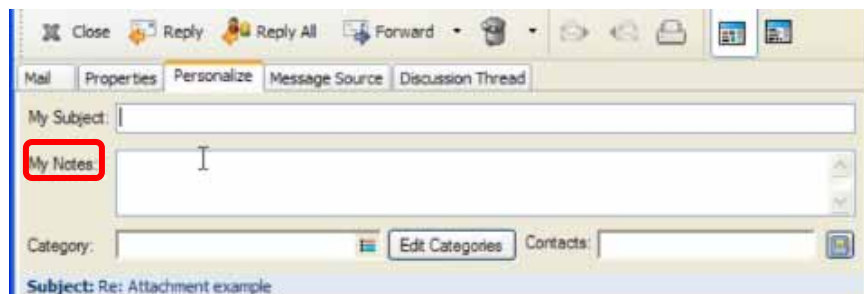 Close Reply Reply All Forward
Mail Properties Personalize Message Source Discussion Thread
My Subject:
My Notes:
Category: Edit Categories Contacts:
Subject: Re: Attachment example